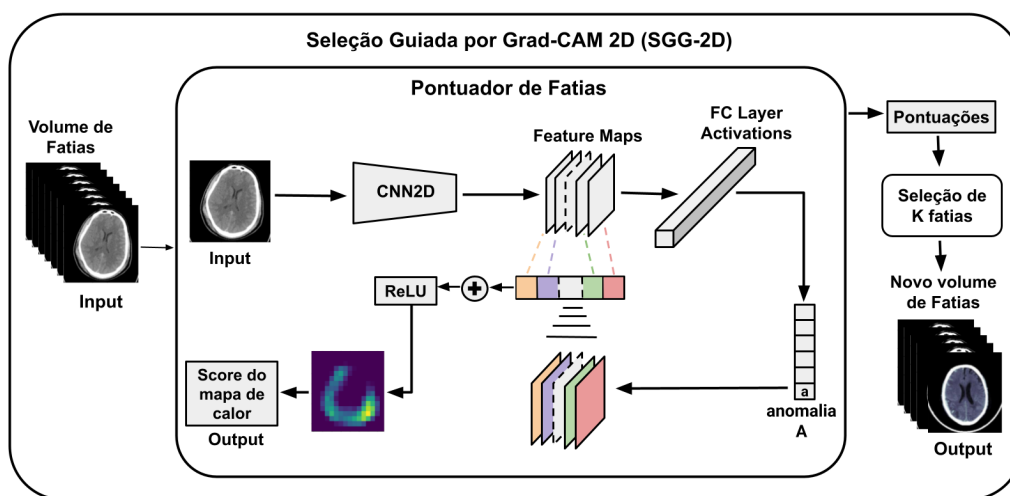 Seleção Guiada por Grad-CAM 2D (SGG-2D)
Pontuador de Fatias
Volume de
Fatias
Input
Input
CNN2D
Feature Maps
FC Layer
Activations
ReLU
Score do
mapa de
calor
Output
a
anomalia
A
Pontuações
Seleção de
K fatias
Novo volume
de Fatias
Output